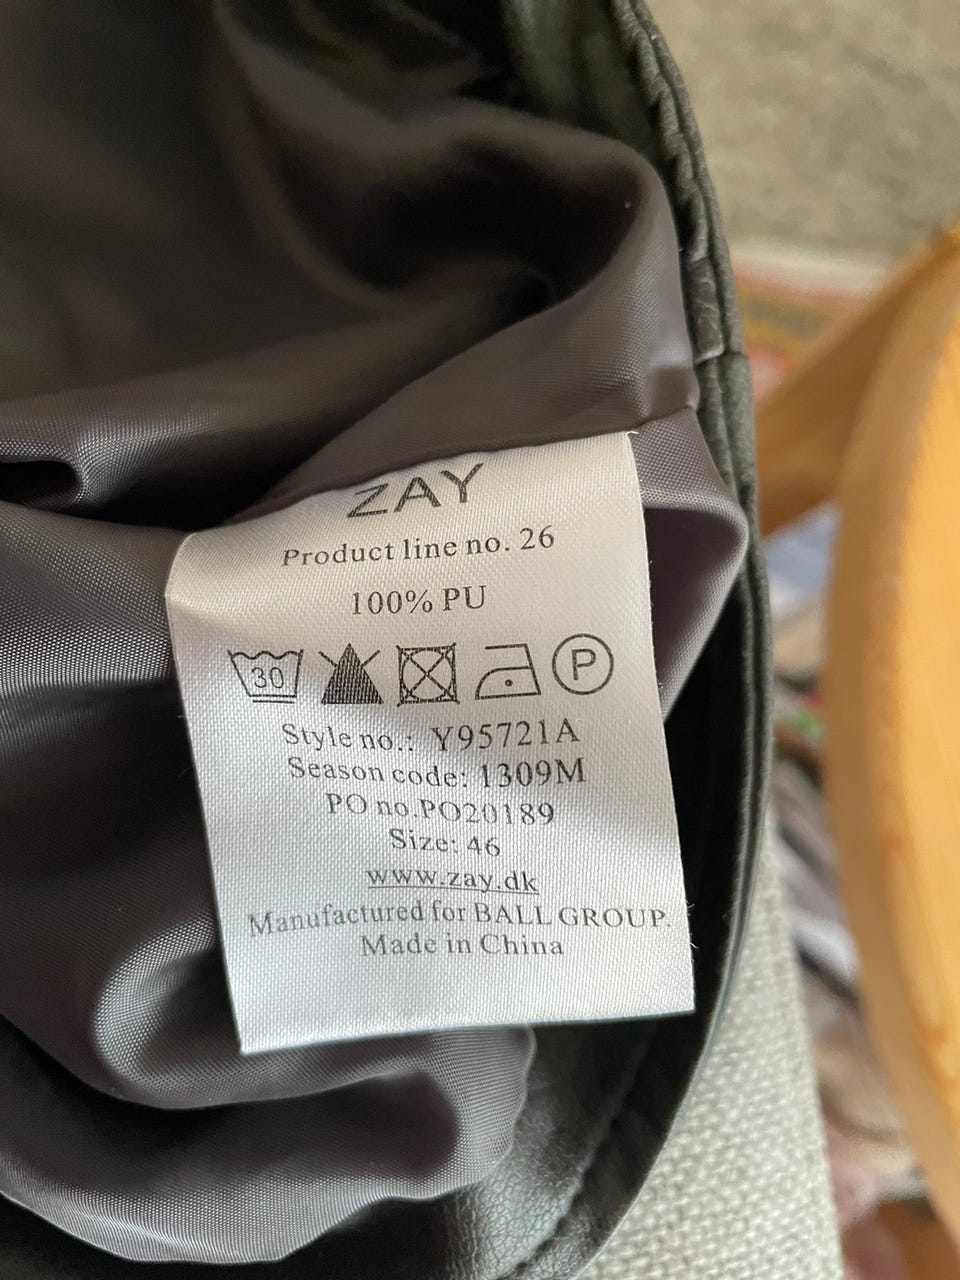 ZAY
Product line no. 26
100% PU
30 P
Style no.: Y95721A
Season code: 1309M
PO no.PO20189
Size: 46
www.zay.dk
Manufactured for BALL GROUP.
Made in China